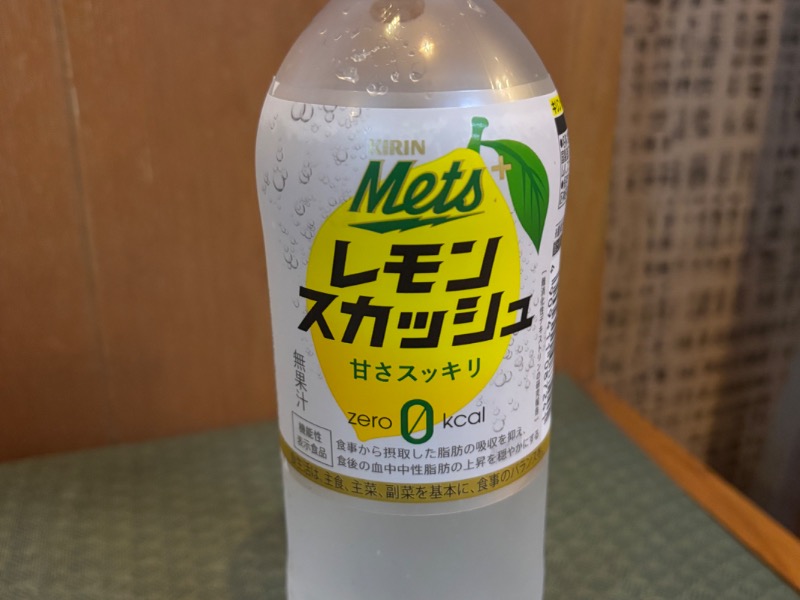 KIRIN
Mets+
レモン
スカッシュ
甘さスッキリ
無果汁
zero 0 kcal
機能性
表示食品
食事から摂取した脂肪の吸収を抑え、
食後の血中中性脂肪の上昇を穏やかにする。
は、主食、主菜、副菜を基本に、食事のバラン